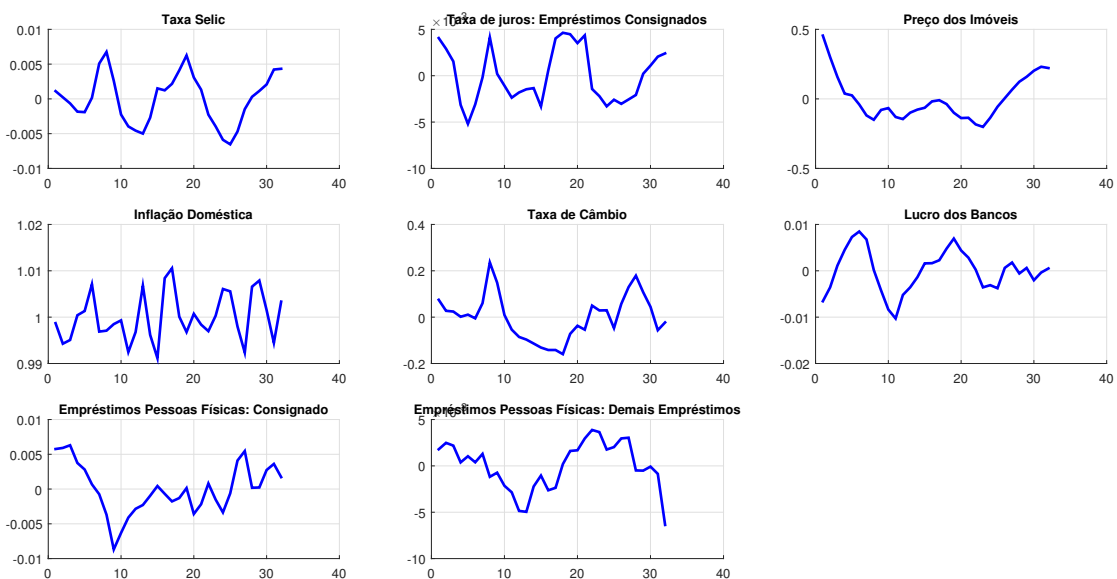 Taxa Selic
0.01
0.005
0
-0.005
-0.01
0 10 20 30 40
Taxa de juros: Empréstimos Consignados
5
0
-5
-10
0 10 20 30 40
Preço dos Imóveis
0.5
0
-0.5
0 10 20 30 40
Inflação Doméstica
1.02
1.01
1
0.99
0 10 20 30 40
Taxa de Câmbio
0.4
0.2
0
-0.2
0 10 20 30 40
Lucro dos Bancos
0.01
0
-0.01
-0.02
0 10 20 30 40
Empréstimos Pessoas Físicas: Consignado
0.01
0.005
0
-0.005
-0.01
0 10 20 30 40
Empréstimos Pessoas Físicas: Demais Empréstimos
5
0
-5
-10
0 10 20 30 40